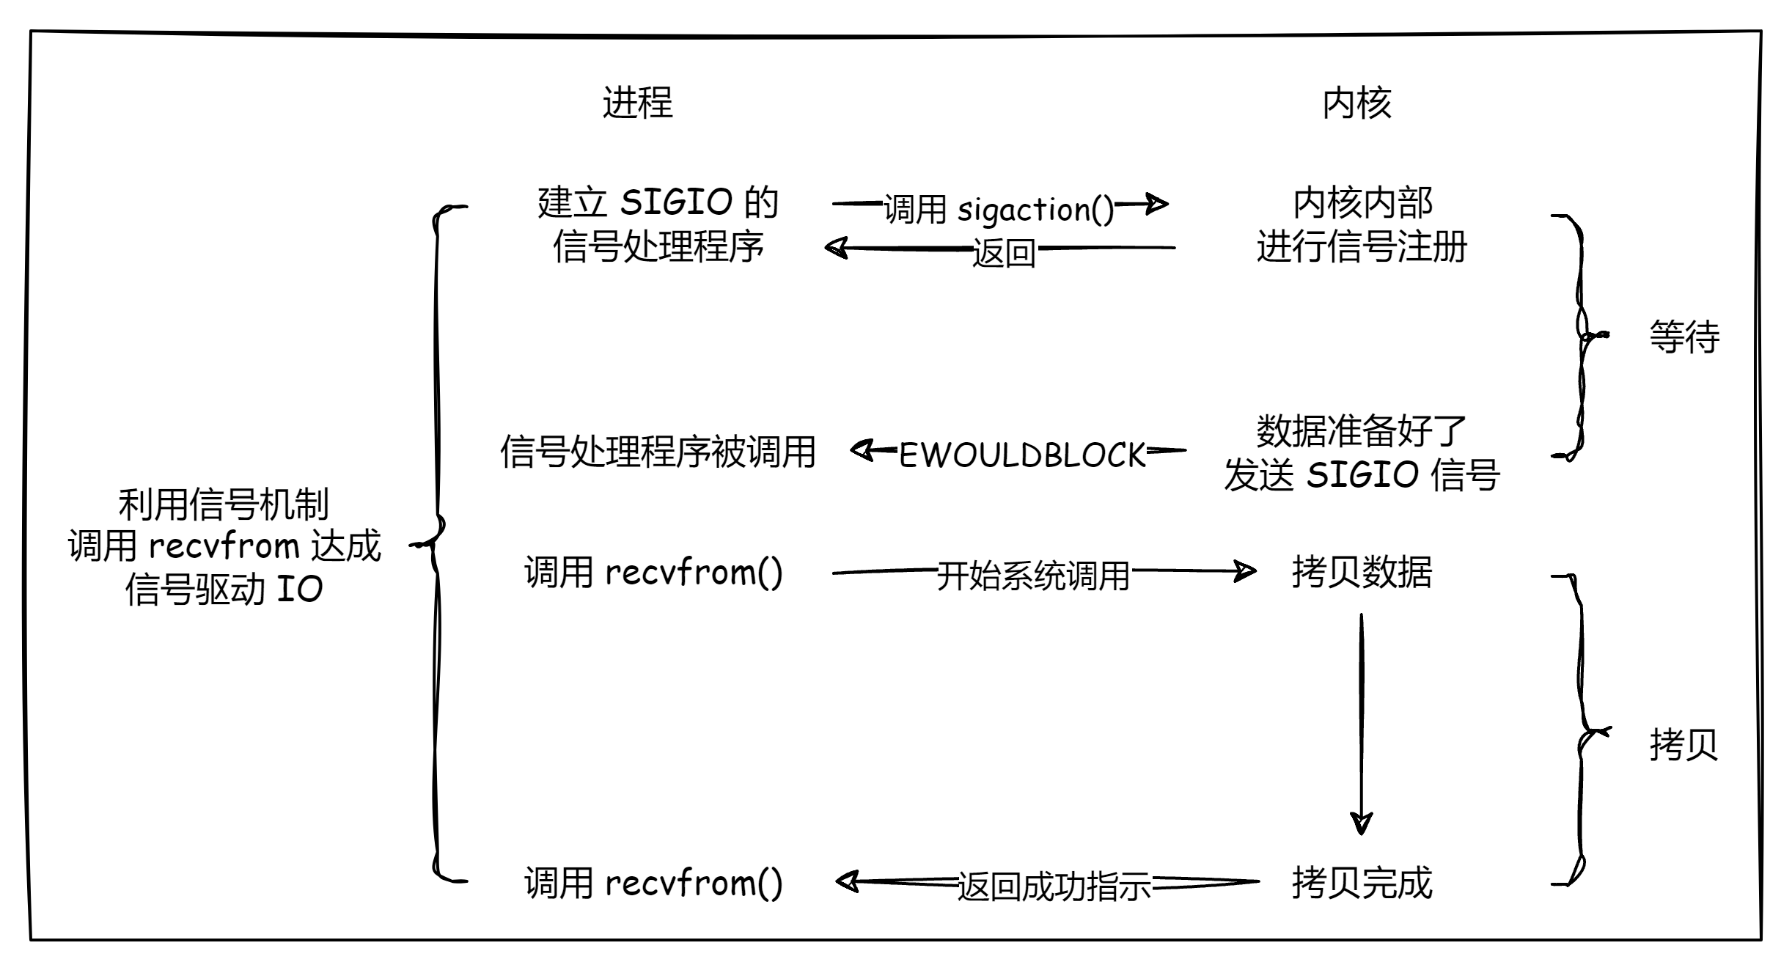 进程
内核
建立 SIGIO 的
信号处理程序
调用 sigaction()
返回
内核内部
进行信号注册
等待
信号处理程序被调用
EWOULDBLOCK
数据准备好了
发送 SIGIO 信号
利用信号机制
调用 recvfrom 达成
信号驱动 IO
调用 recvfrom()
开始系统调用
拷贝数据
拷贝
调用 recvfrom()
返回成功指示
拷贝完成